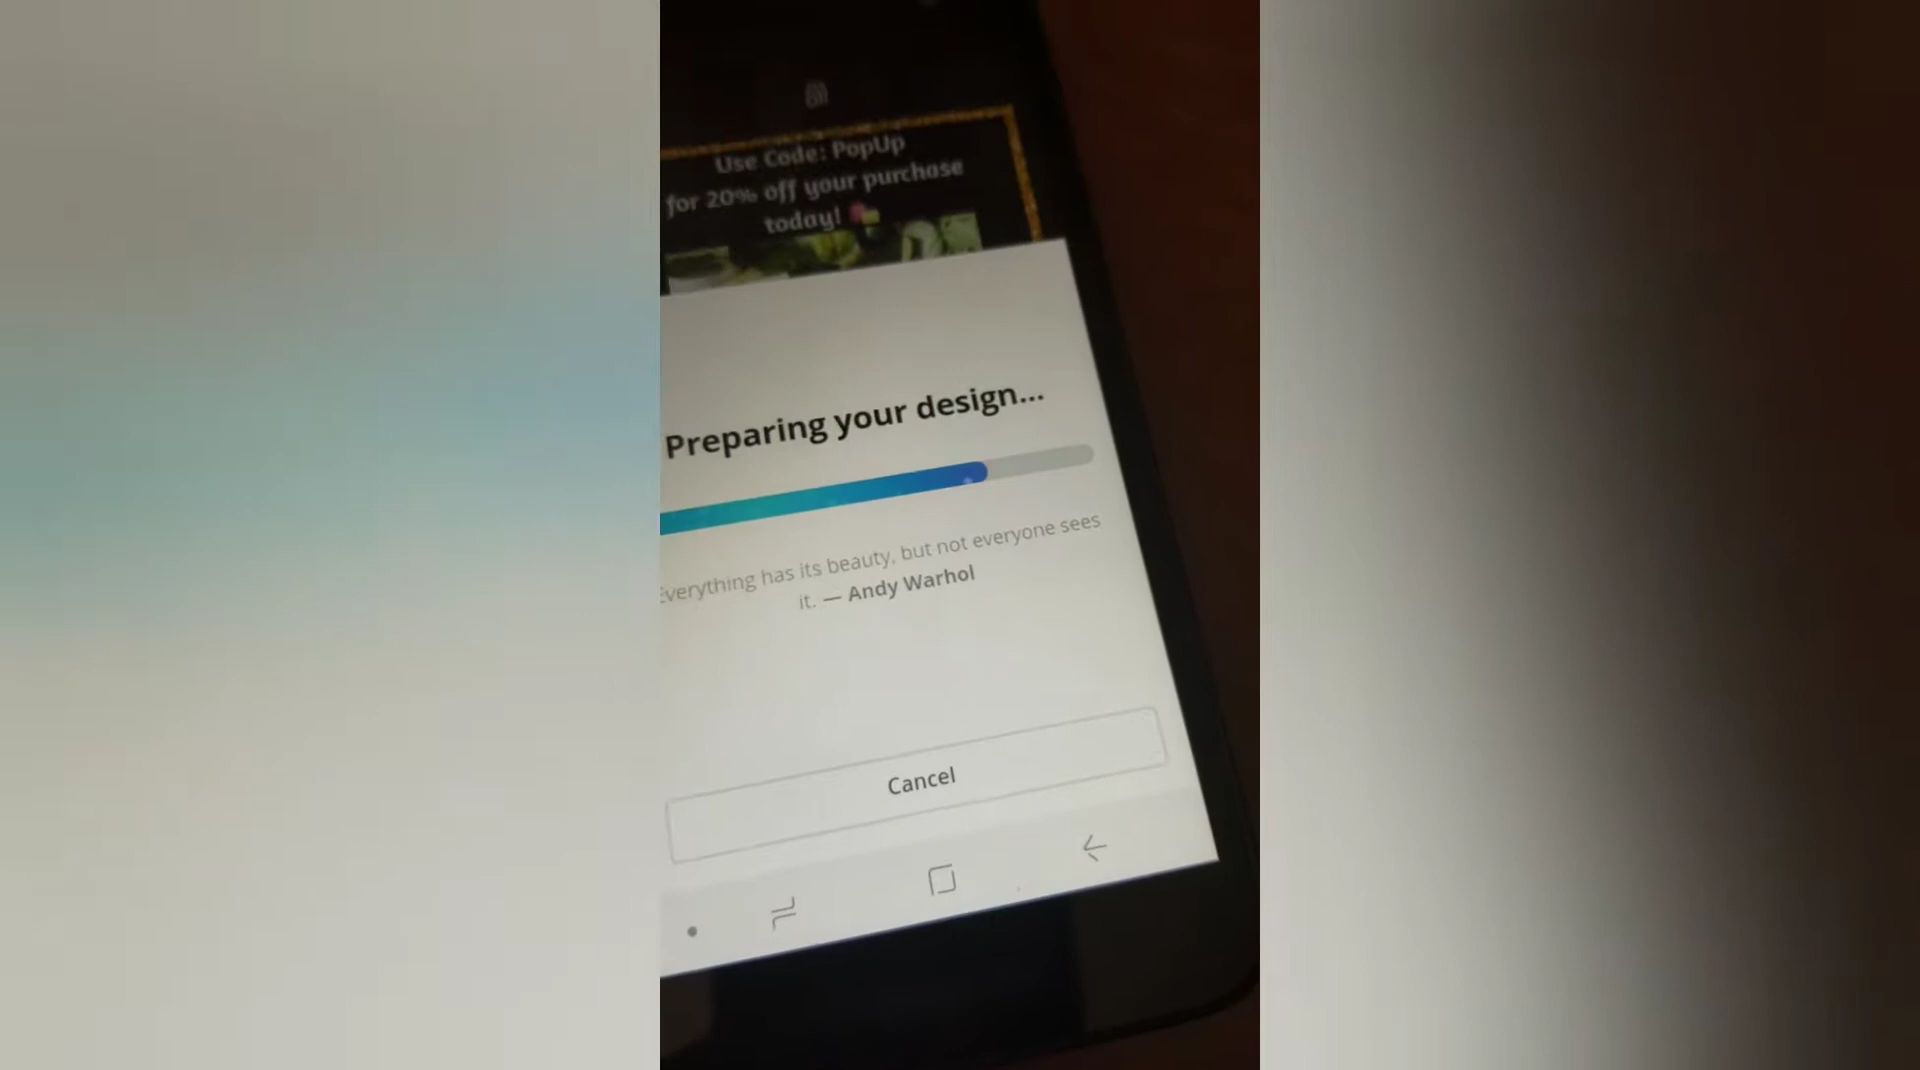 Use Code: PopUp
for 20% off your purchase
today!
Preparing your design...
Everything has its beauty, but not everyone sees
it. — Andy Warhol
Cancel